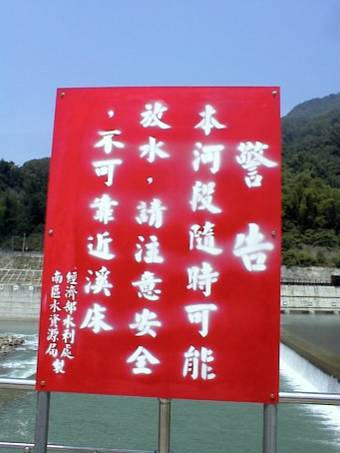 警告
本河段隨時可能
放水，請注意安全
，不可靠近溪床
經濟部水利處
南區水資源局製